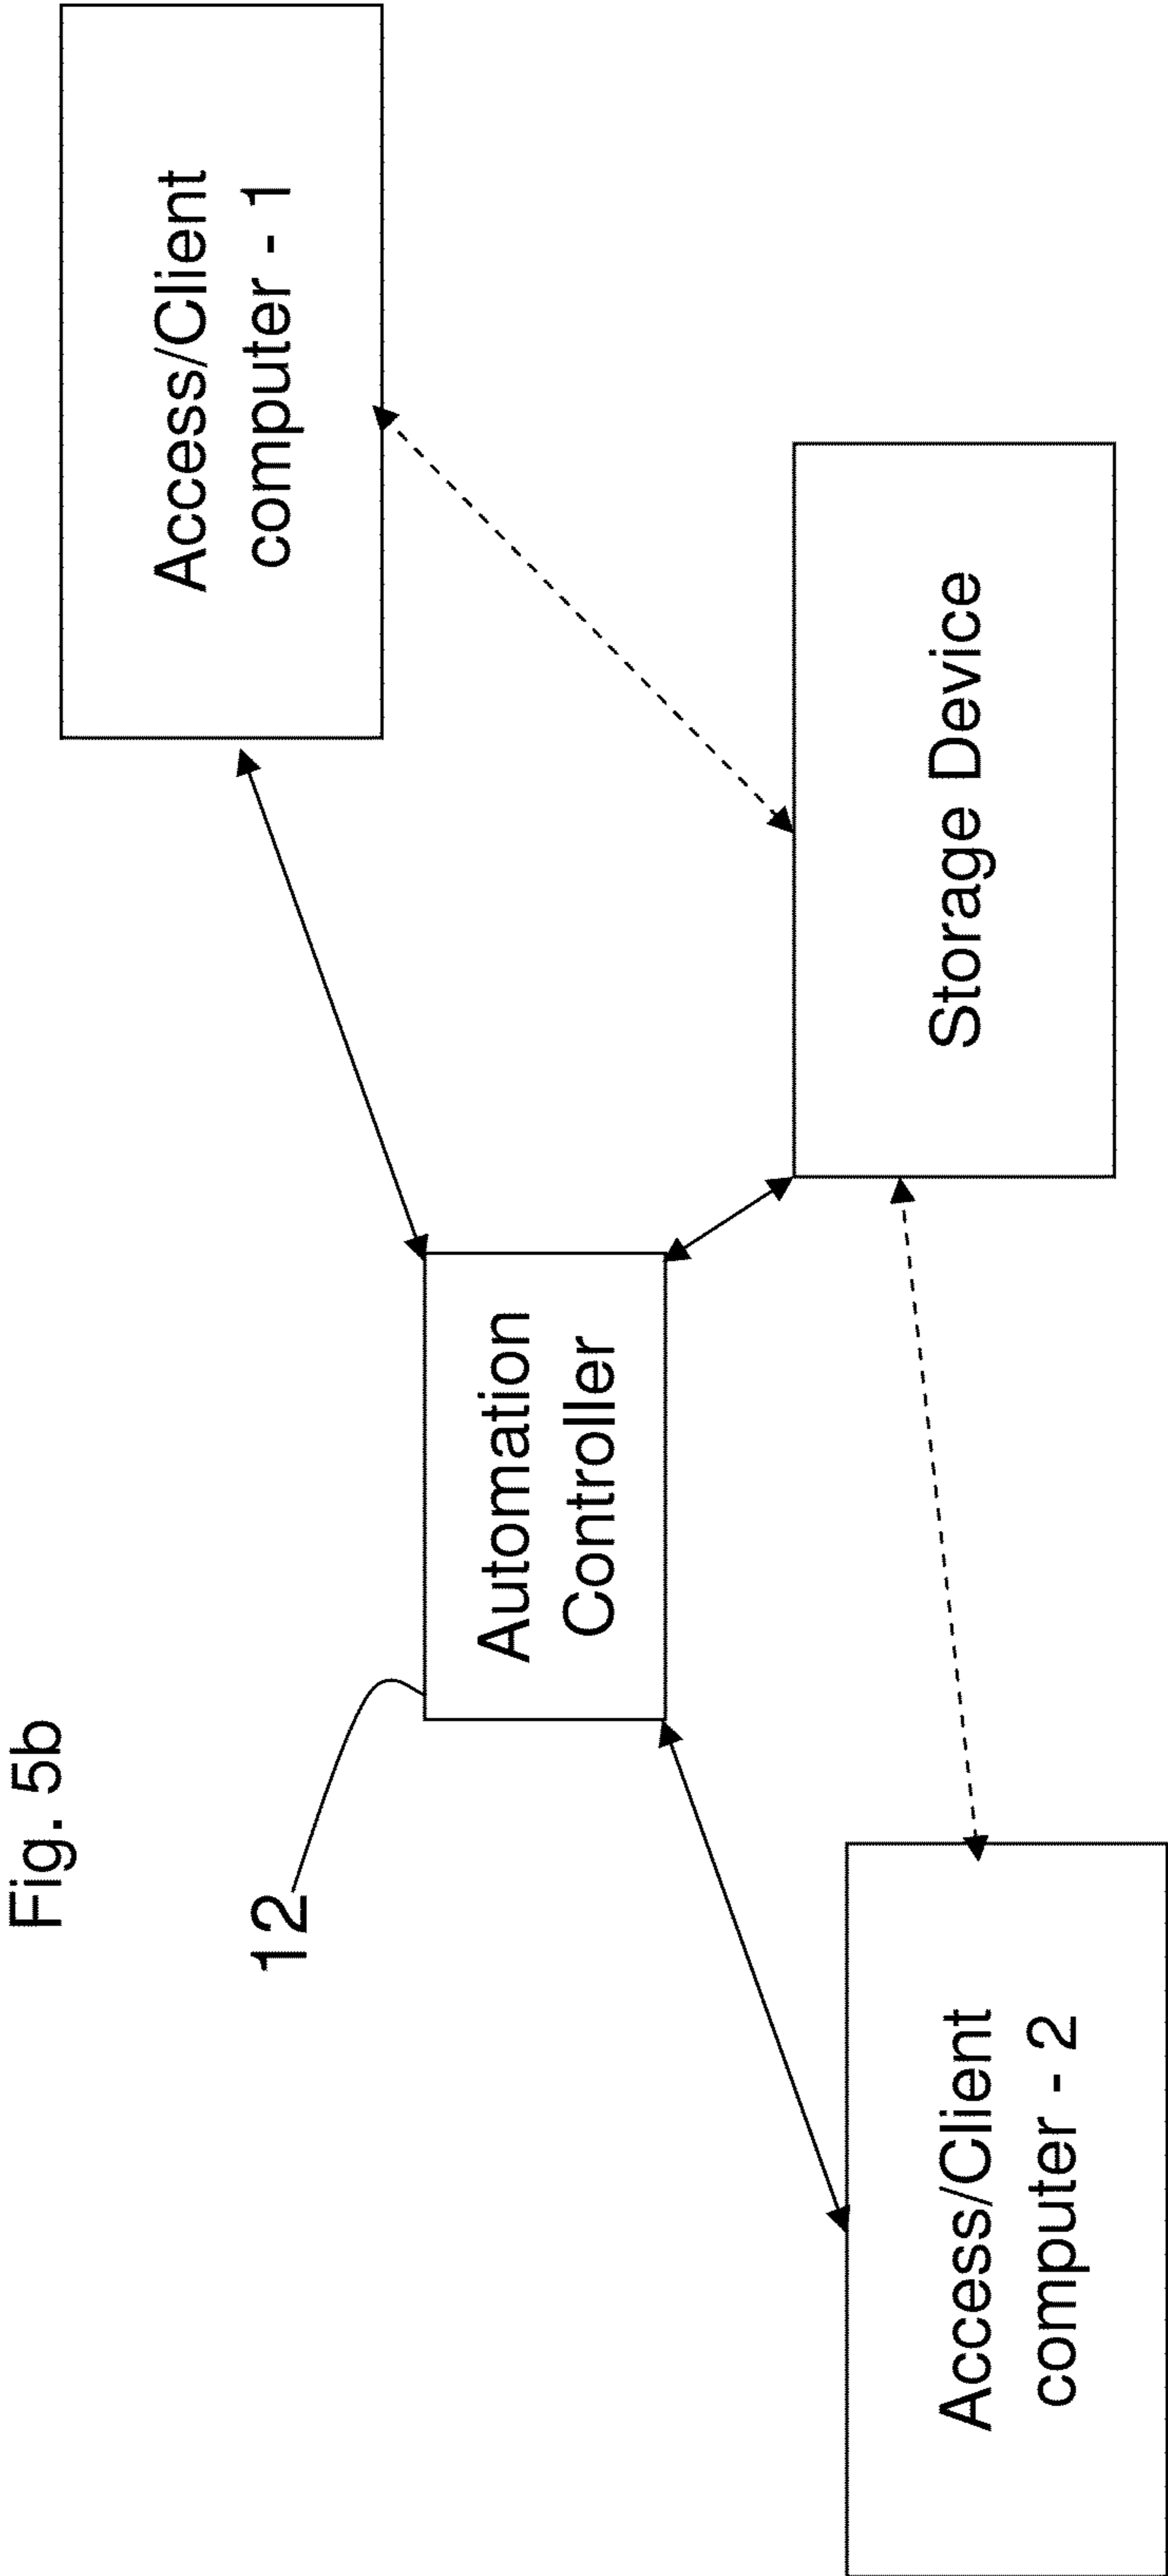 Fig. 5b
12
Access/Client
computer - 1
Automation
Controller
Storage Device
Access/Client
computer - 2